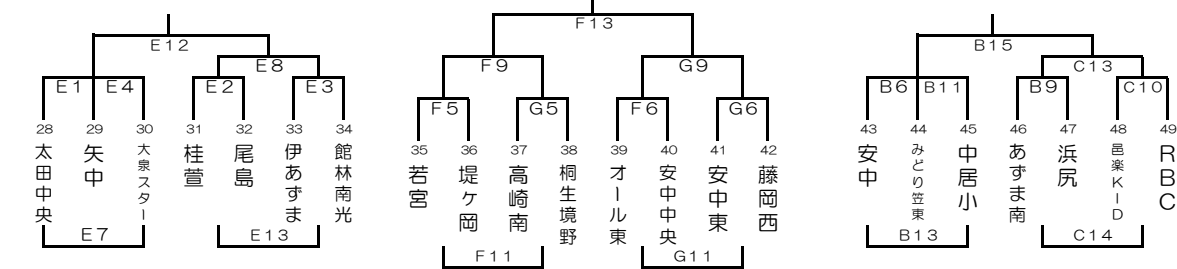 E12
E8
E1 E4 E2 E3
28 29 30 31 32 33 34
太田中央
矢中
大泉スター
桂萱
尾島
伊あずま
館林南光
E7 E13
F13
F9 G9
F5 G5 F6 G6
35 36 37 38 39 40 41 42
若宮
堤ヶ岡
高崎南
桐生境野
オール東
安中中央
安中東
藤岡西
F11 G11
B15
C13
B6 B11 B9 C10
43 44 45 46 47 48 49
安中
みどり笠東
中居小
あずま南
浜尻
邑楽KーD
RBC
B13 C14